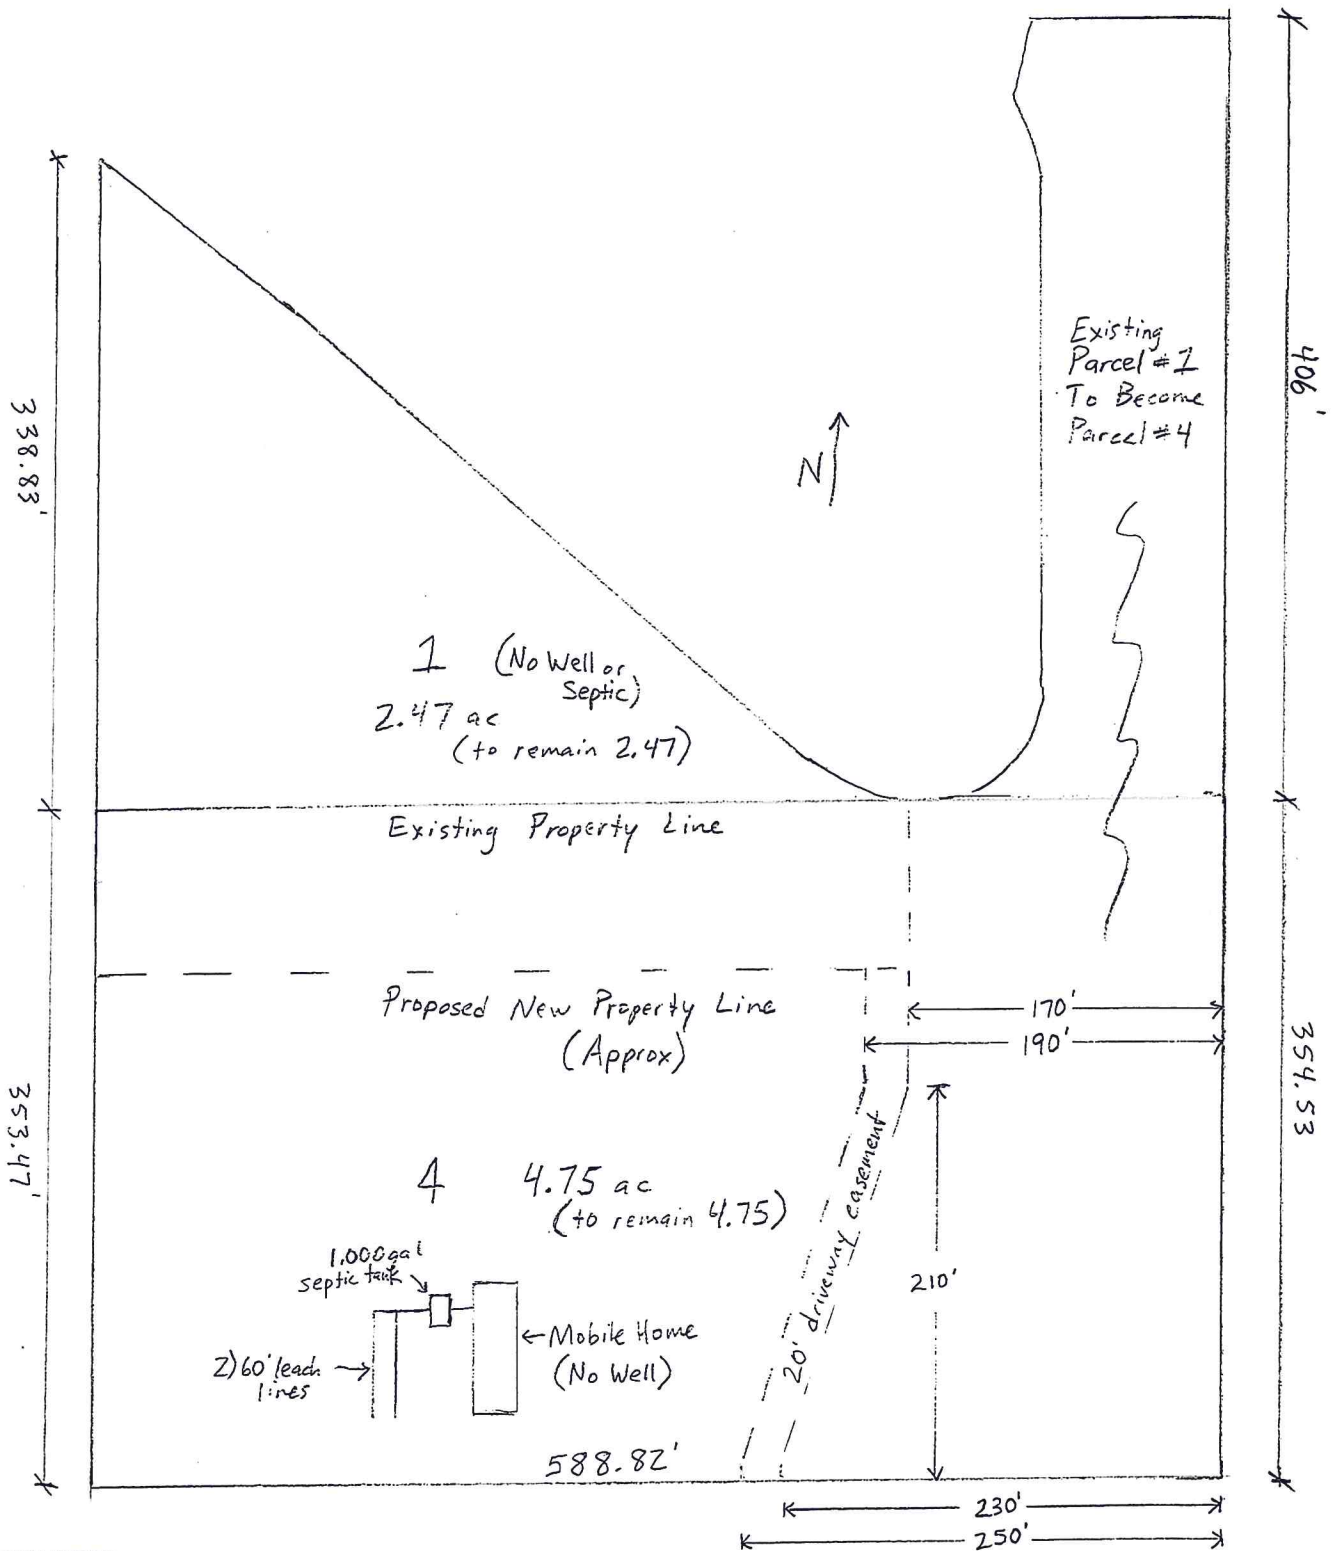 406'
338.83'
Existing
Parcel #1
To Become
Parcel #4
N
1 (No Well or
Septic)
2.47 ac
(to remain 2.47)
Existing Property Line
Proposed New Property Line
(Approx)
170'
190'
354.53
353.47'
4 4.75 ac
(to remain 4.75)
20' driveway easement
210'
1,000 gal
septic tank
Mobile Home
(No Well)
2) 60' leach
lines
588.82'
230'
250'